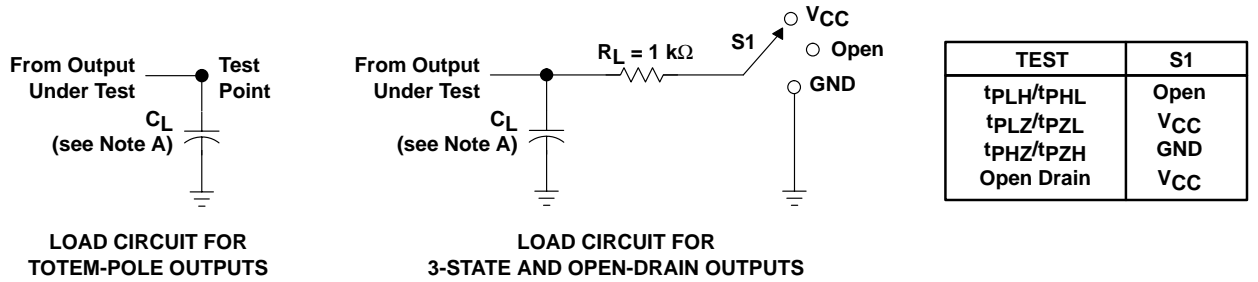 From Output
Under Test
Test
Point
CL
(see Note A)
LOAD CIRCUIT FOR
TOTEM-POLE OUTPUTS
From Output
Under Test
RL = 1 kΩ
S1
VCC
Open
GND
CL
(see Note A)
LOAD CIRCUIT FOR
3-STATE AND OPEN-DRAIN OUTPUTS
TEST S1
tPLH/tPHL Open
tPLZ/tPZL VCC
tPHZ/tPZH GND
Open Drain VCC